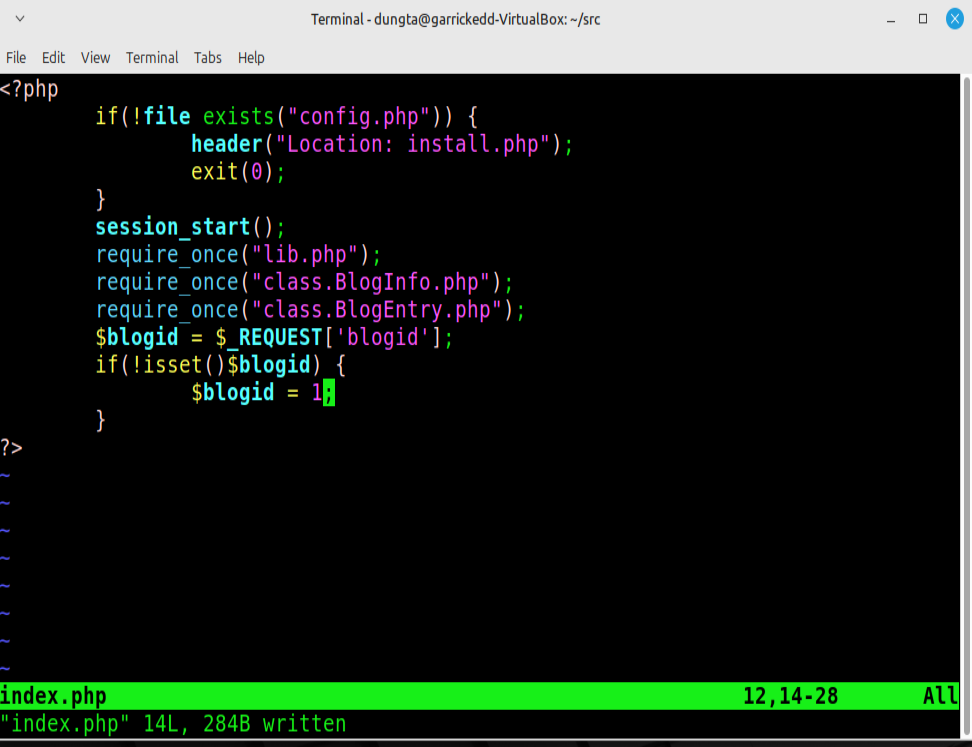 Terminal - dungta@garrickedd-VirtualBox: ~/src
File Edit View Terminal Tabs Help
<?php
        if(!file exists("config.php")) {
                header("Location: install.php");
                exit(0);
        }
        session_start();
        require_once("lib.php");
        require_once("class.BlogInfo.php");
        require_once("class.BlogEntry.php");
        $blogid = $_REQUEST['blogid'];
        if(!isset()$blogid) {
                $blogid = 1;
        }
?>
~
~
~
~
~
~
~
~
index.php 12,14-28 All
"index.php" 14L, 284B written